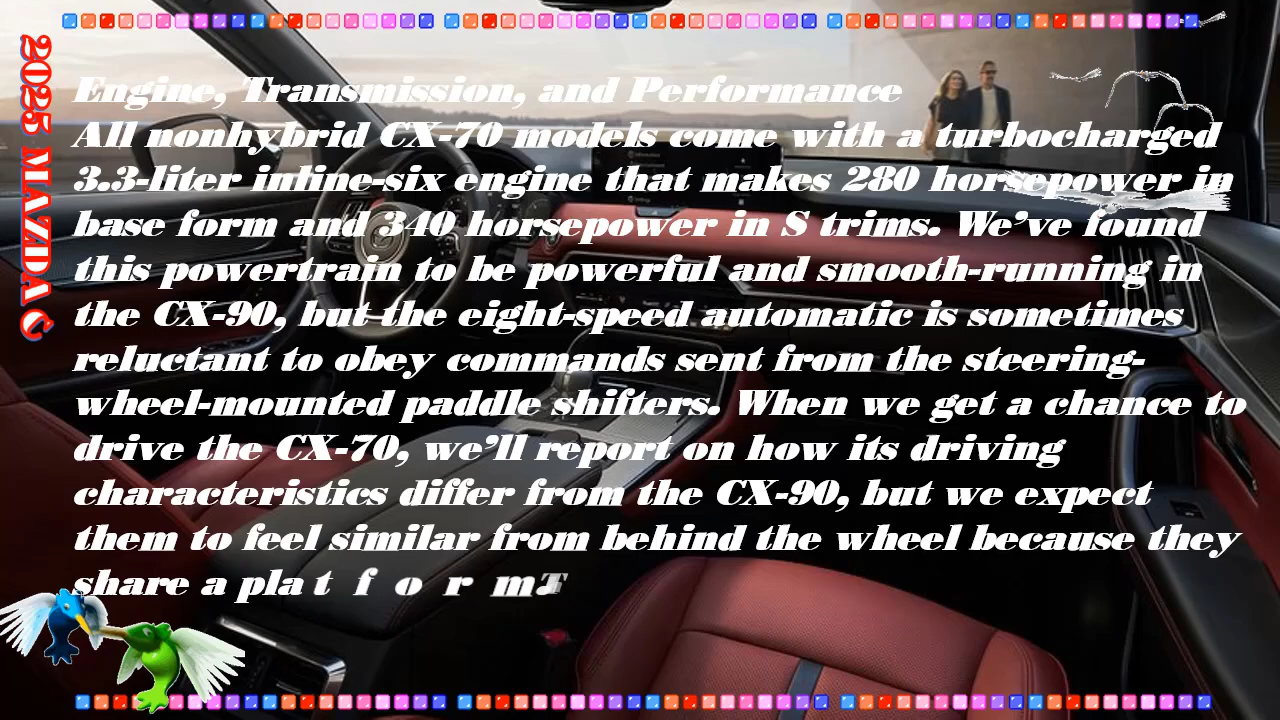 Engine, Transmission, and Performance
All nonhybrid CX-70 models come with a turbocharged
3.3-liter inline-six engine that makes 280 horsepower in
base form and 340 horsepower in S trims. We’ve found
this powertrain to be powerful and smooth-running in
the CX-90, but the eight-speed automatic is sometimes
reluctant to obey commands sent from the steering-
wheel-mounted paddle shifters. When we get a chance to
drive the CX-70, we’ll report on how its driving
characteristics differ from the CX-90, but we expect
them to feel similar from behind the wheel because they
share a platform
2025 MAZDA C